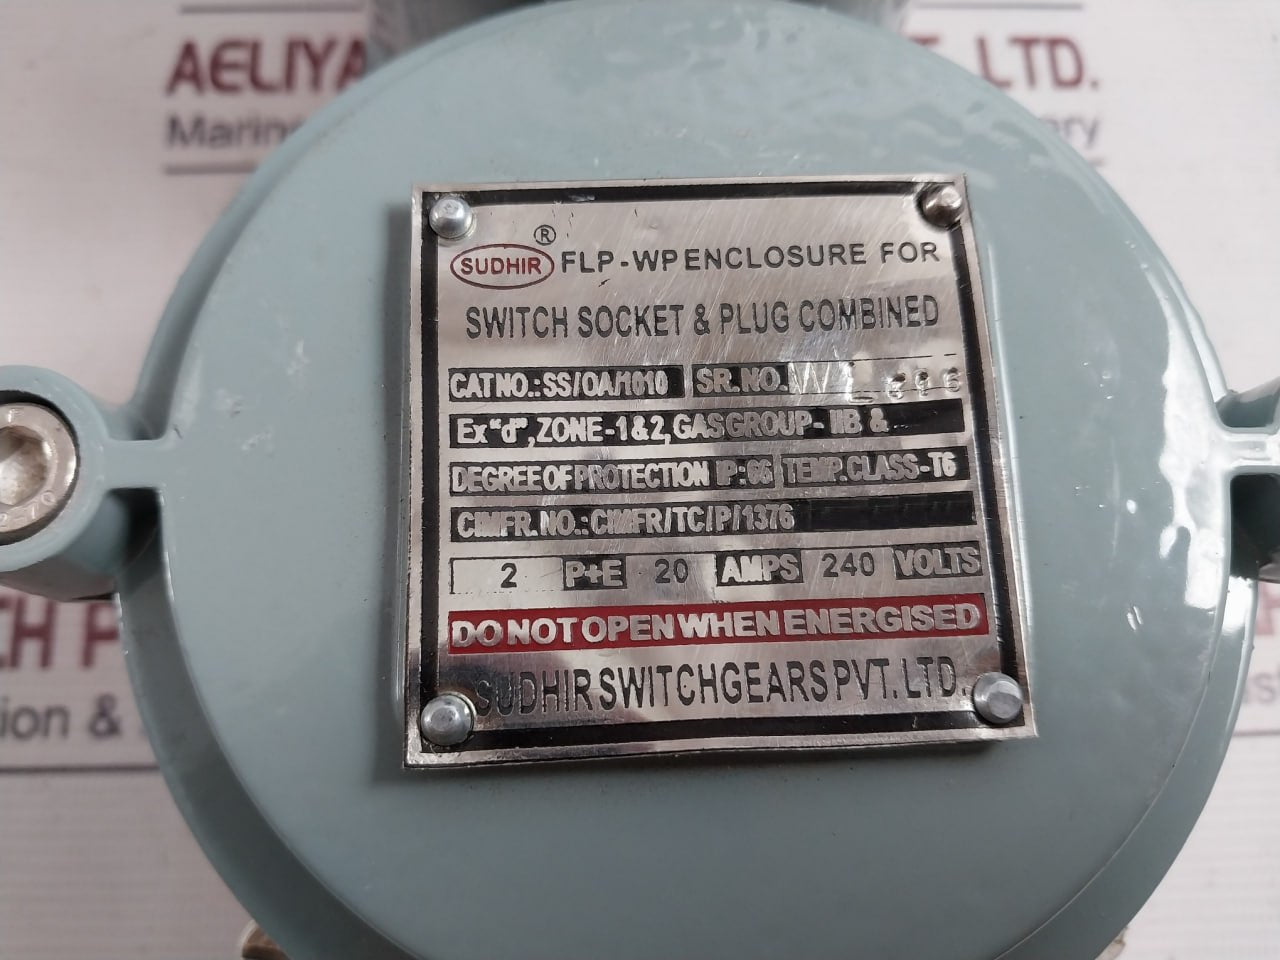 AELIYA LTD.
Marin
SUDHIR ® FLP-WP ENCLOSURE FOR
SWITCH SOCKET & PLUG COMBINED
CAT NO.: SS/OA/1010 SR. NO.
Ex "d", ZONE-1 & 2, GAS GROUP- IIB &
DEGREE OF PROTECTION IP:66 TEMP. CLASS-T6
CIMFR. NO.: CIMFR/TC/P/1376
2 P+E 20 AMPS 240 VOLTS
DO NOT OPEN WHEN ENERGISED
SUDHIR SWITCHGEARS PVT. LTD.